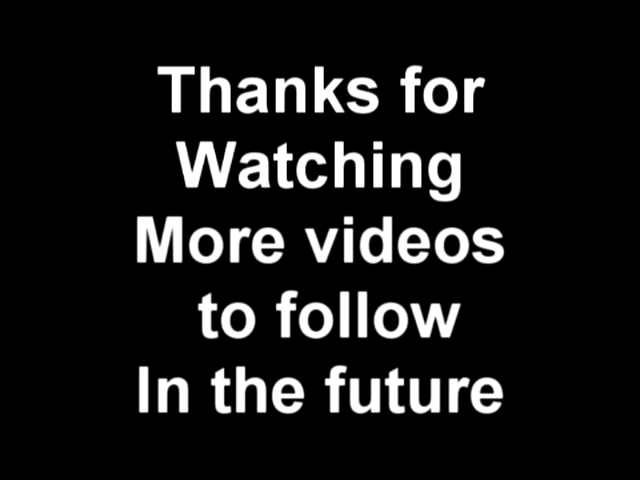 Thanks for
Watching
More videos
to follow
In the future